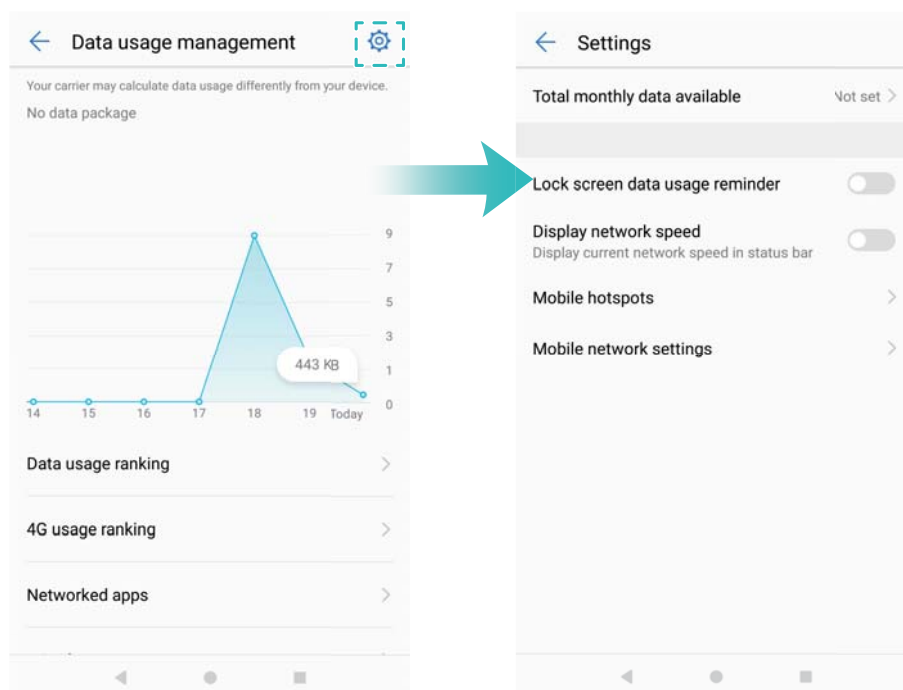 Data usage management
Your carrier may calculate data usage differently from your device.
No data package
9
7
5
3
443 KB
1
0
14 15 16 17 18 19 Today
Data usage ranking
4G usage ranking
Networked apps
Settings
Total monthly data available Not set
Lock screen data usage reminder
Display network speed
Display current network speed in status bar
Mobile hotspots
Mobile network settings